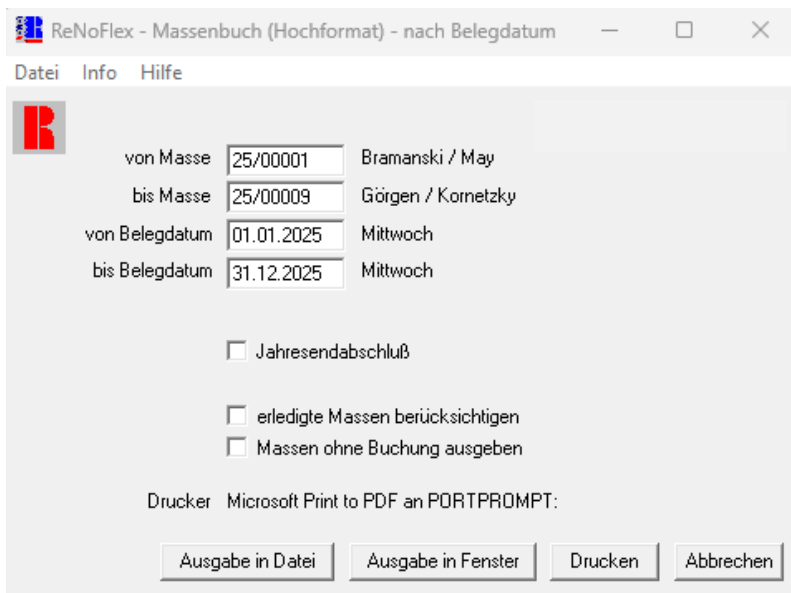 ReNoFlex - Massenbuch (Hochformat) - nach Belegdatum
Datei Info Hilfe
von Masse 25/00001 Bramanski / May
bis Masse 25/00009 Görgen / Kornetzky
von Belegdatum 01.01.2025 Mittwoch
bis Belegdatum 31.12.2025 Mittwoch
Jahresendabschluß
erledigte Massen berücksichtigen
Massen ohne Buchung ausgeben
Drucker Microsoft Print to PDF an PORTPROMPT:
Ausgabe in Datei Ausgabe in Fenster Drucken Abbrechen